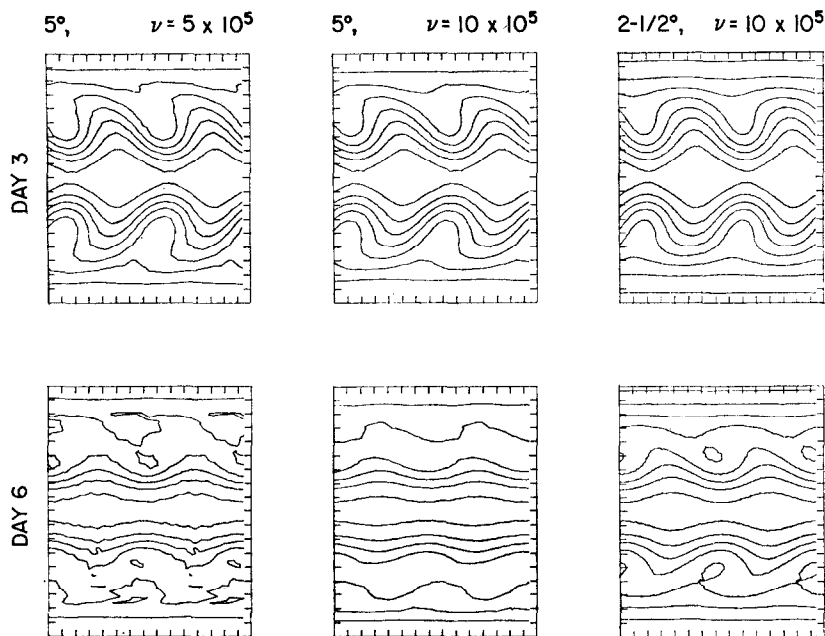 5°, ν = 5 x 10⁵
5°, ν = 10 x 10⁵
2-1/2°, ν = 10 x 10⁵
DAY 3
DAY 6